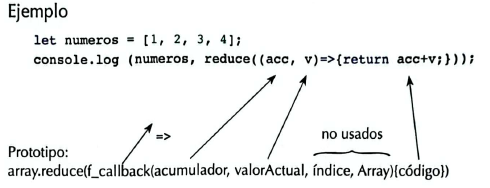 Ejemplo
let numeros = [1, 2, 3, 4];
console.log (numeros, reduce((acc, v)=>{return acc+v;}));
=>
no usados
Prototipo:
array.reduce(f_callback(acumulador, valorActual, índice, Array){código})